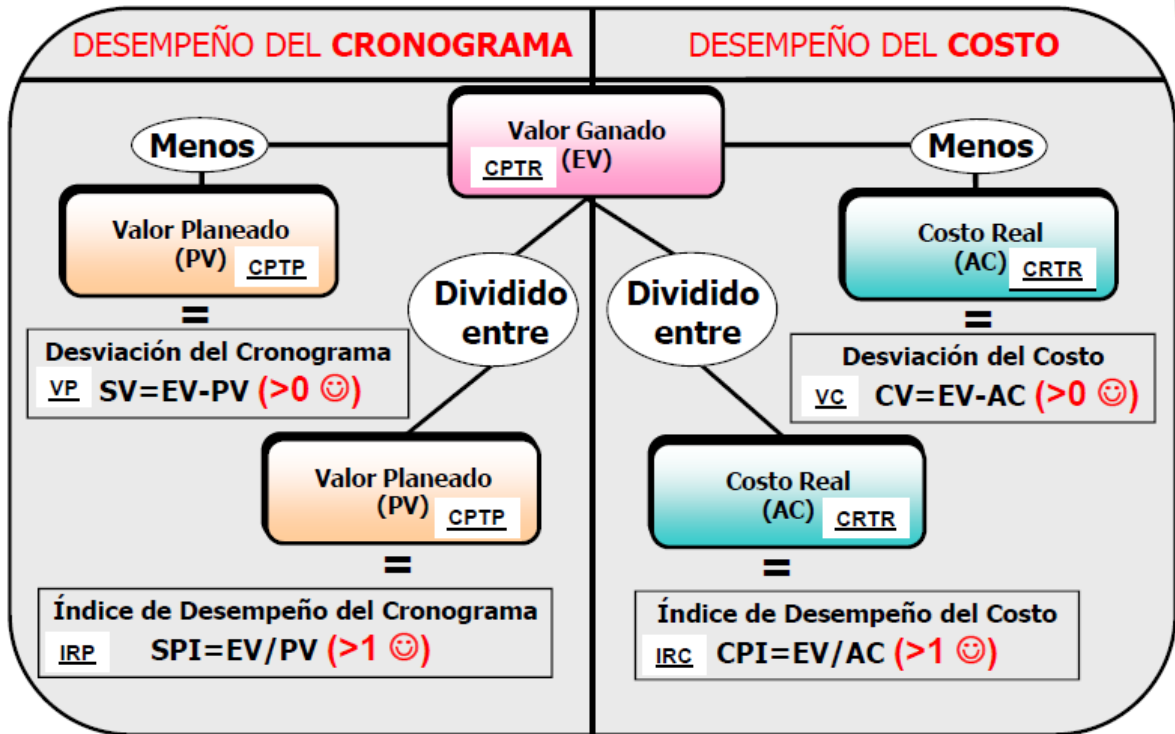 DESEMPEÑO DEL CRONOGRAMA
DESEMPEÑO DEL COSTO
Valor Ganado
CPTR (EV)
Menos
Menos
Valor Planeado
(PV) CPTP
Costo Real
(AC) CRTR
Dividido
entre
Dividido
entre
=
=
Desviación del Cronograma
VP SV=EV-PV (>0 ☺)
Desviación del Costo
VC CV=EV-AC (>0 ☺)
Valor Planeado
(PV) CPTP
Costo Real
(AC) CRTR
=
=
Índice de Desempeño del Cronograma
IRP SPI=EV/PV (>1 ☺)
Índice de Desempeño del Costo
IRC CPI=EV/AC (>1 ☺)